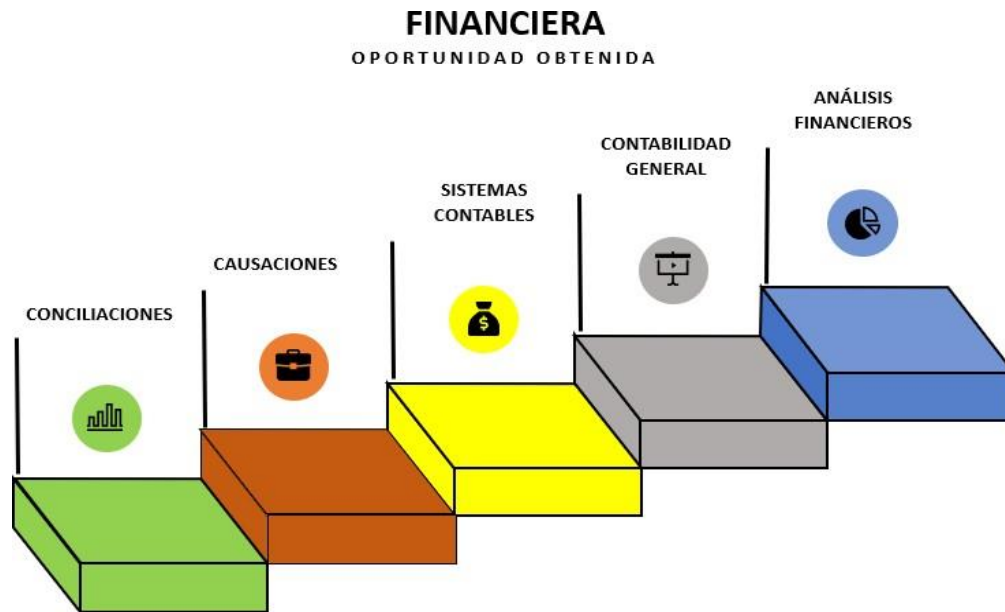 FINANCIERA
OPORTUNIDAD OBTENIDA
CONCILIACIONES
CAUSACIONES
SISTEMAS
CONTABLES
$
CONTABILIDAD
GENERAL
ANÁLISIS
FINANCIEROS